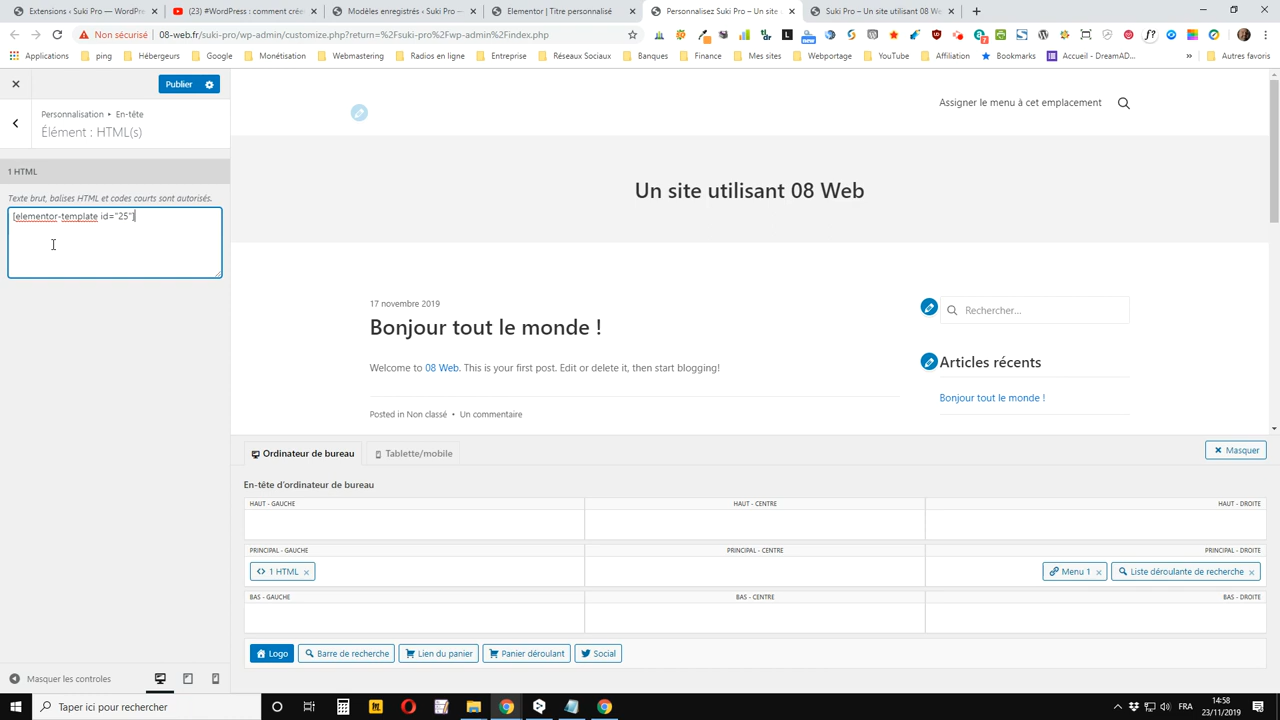 Extensions ‹ Suki Pro — WordPre
(23) #WordPress : comment crée
Modèles enregistrés ‹ Suki Pro —
Elementor | Titre personnalisé
Personnalisez Suki Pro – Un site
Suki Pro – Un site utilisant 08 We
Non sécurisé | 08-web.fr/suki-pro/wp-admin/customize.php?return=%2Fsuki-pro%2Fwp-admin%2Findex.php
Applications
ping
Hébergeurs
Google
Monétisation
Webmastering
Radios en ligne
Entreprise
Réseaux Sociaux
Banques
Finance
Mes sites
Webportage
YouTube
Affiliation
Bookmarks
Accueil - DreamAD...
»
Autres favoris
Publier
Personnalisation ▸ En-tête
Élément : HTML(s)
1 HTML
Texte brut, balises HTML et codes courts sont autorisés.
[elementor-template id="25"]
Masquer les contrôles
Assigner le menu à cet emplacement
Un site utilisant 08 Web
17 novembre 2019
Bonjour tout le monde !
Welcome to 08 Web. This is your first post. Edit or delete it, then start blogging!
Posted in Non classé • Un commentaire
Rechercher…
Articles récents
Bonjour tout le monde !
Ordinateur de bureau
Tablette/mobile
Masquer
En-tête d'ordinateur de bureau
HAUT - GAUCHE
HAUT - CENTRE
HAUT - DROITE
PRINCIPAL - GAUCHE
PRINCIPAL - CENTRE
PRINCIPAL - DROITE
1 HTML
Menu 1
Liste déroulante de recherche
BAS - GAUCHE
BAS - CENTRE
BAS - DROITE
Logo
Barre de recherche
Lien du panier
Panier déroulant
Social
Taper ici pour rechercher
FRA
14:58
23/11/2019